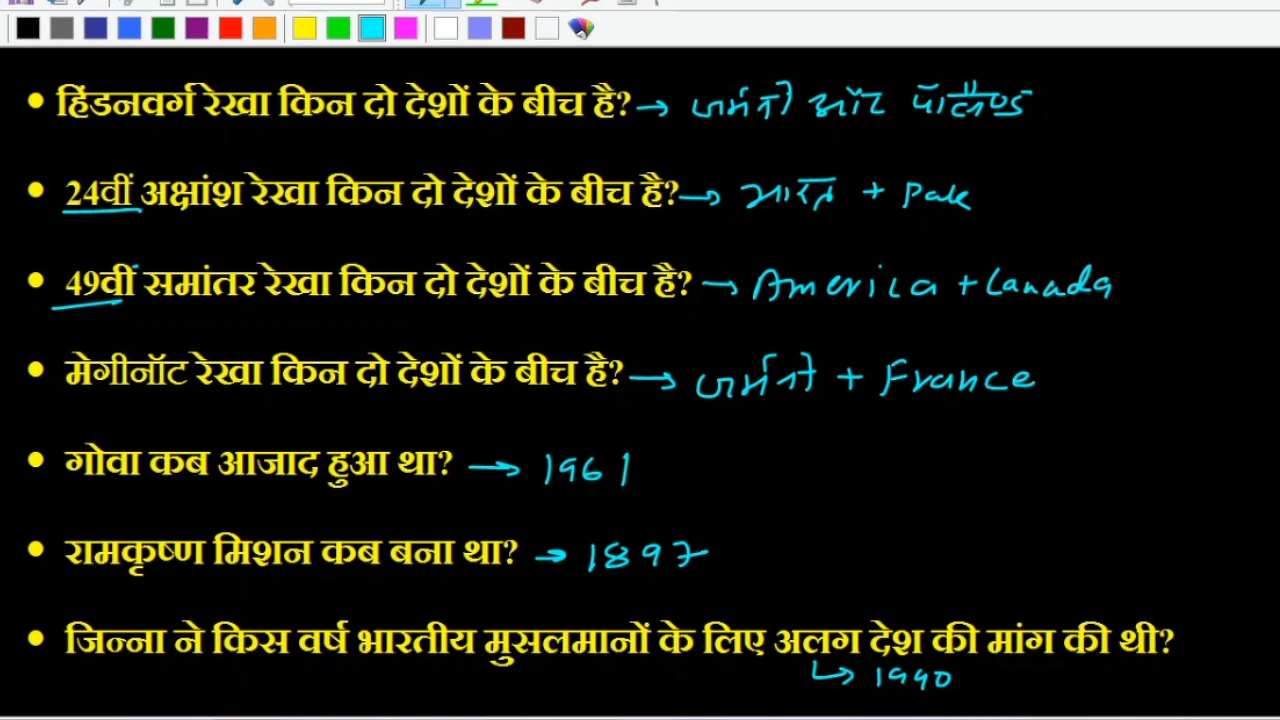 • हिंडनवर्ग रेखा किन दो देशों के बीच है? → जर्मनी और पोलैण्ड
• 24वीं अक्षांश रेखा किन दो देशों के बीच है? → भारत + Pak
• 49वीं समांतर रेखा किन दो देशों के बीच है? → America + Canada
• मेगीनॉट रेखा किन दो देशों के बीच है? → जर्मनी + France
• गोवा कब आजाद हुआ था? → 1961
• रामकृष्ण मिशन कब बना था? → 1897
• जिन्ना ने किस वर्ष भारतीय मुसलमानों के लिए अलग देश की मांग की थी?
↳ 1940